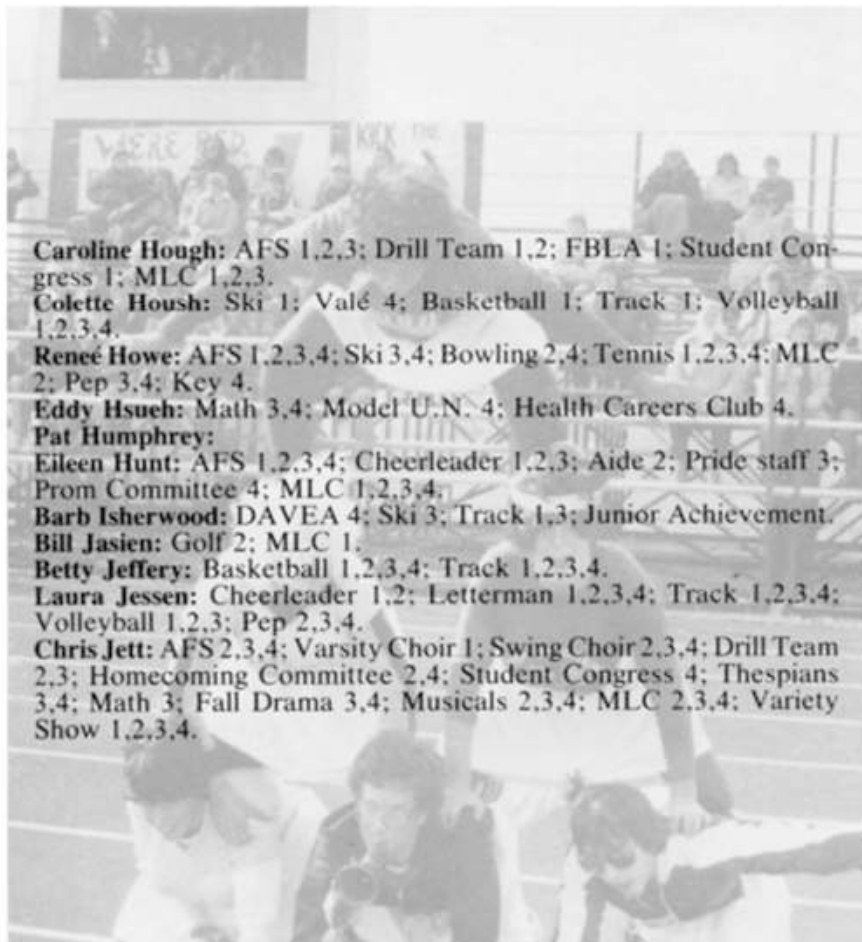 WE'RE RED
KICK THE
Caroline Hough: AFS 1,2,3; Drill Team 1,2; FBLA 1; Student Con-
gress 1; MLC 1,2,3.
Colette Housh: Ski 1; Valé 4; Basketball 1; Track 1; Volleyball
1,2,3,4.
Reneé Howe: AFS 1,2,3,4; Ski 3,4; Bowling 2,4; Tennis 1,2,3,4; MLC
2; Pep 3,4; Key 4.
Eddy Hsueh: Math 3,4; Model U.N. 4; Health Careers Club 4.
Pat Humphrey:
Eileen Hunt: AFS 1,2,3,4; Cheerleader 1,2,3; Aide 2; Pride staff 3;
Prom Committee 4; MLC 1,2,3,4.
Barb Isherwood: DAVEA 4; Ski 3; Track 1,3; Junior Achievement.
Bill Jasien: Golf 2; MLC 1.
Betty Jeffery: Basketball 1,2,3,4; Track 1,2,3,4.
Laura Jessen: Cheerleader 1,2; Letterman 1,2,3,4; Track 1,2,3,4;
Volleyball 1,2,3; Pep 2,3,4.
Chris Jett: AFS 2,3,4; Varsity Choir 1; Swing Choir 2,3,4; Drill Team
2,3; Homecoming Committee 2,4; Student Congress 4; Thespians
3,4; Math 3; Fall Drama 3,4; Musicals 2,3,4; MLC 2,3,4; Variety
Show 1,2,3,4.